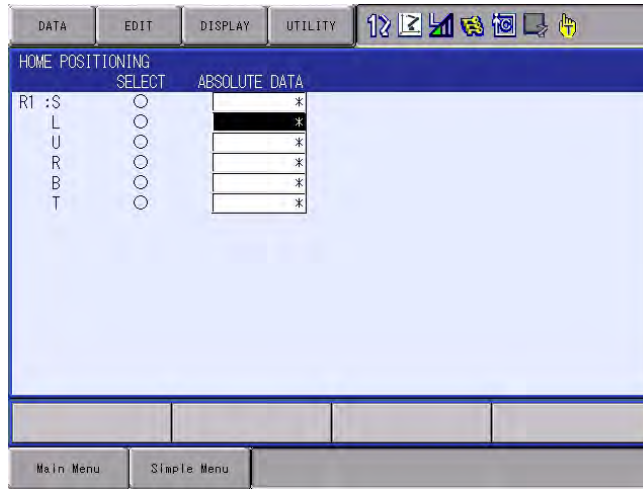 DATA EDIT DISPLAY UTILITY
HOME POSITIONING
SELECT ABSOLUTE DATA
R1 :S *
L *
U *
R *
B *
T *
Main Menu Simple Menu